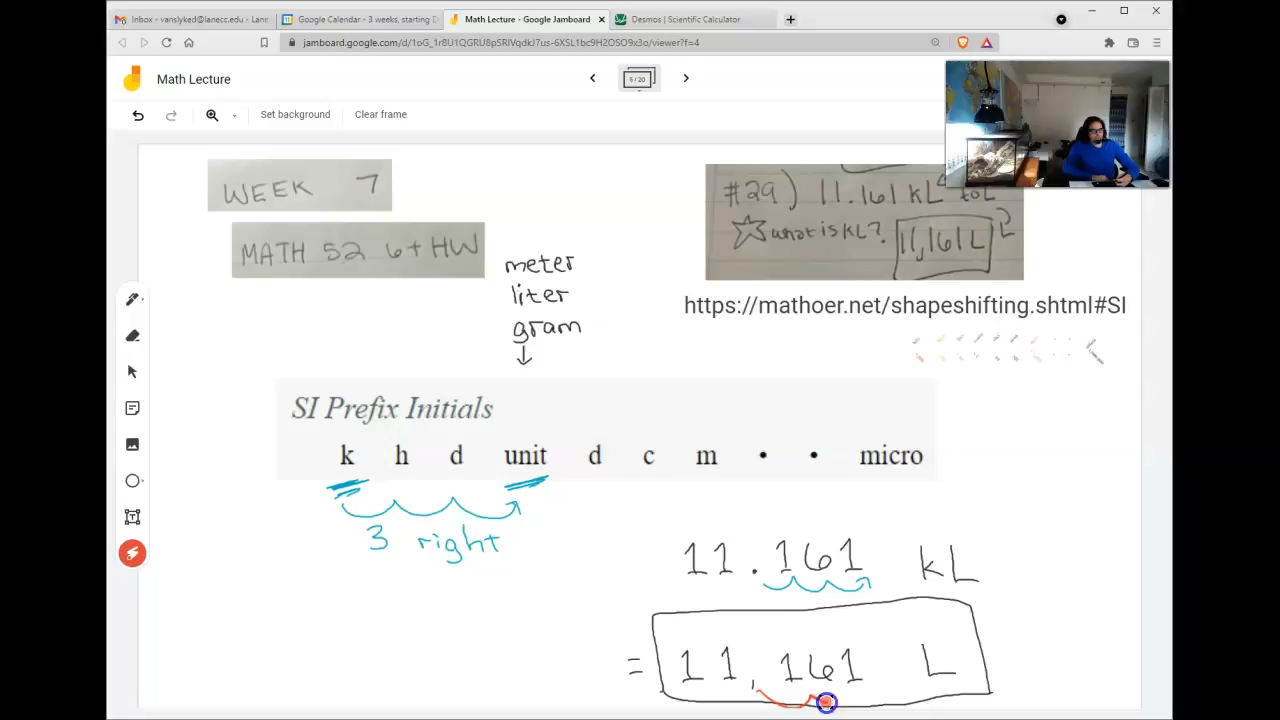 Inbox - vanslyked@lanecc.edu - Lane
Google Calendar - 3 weeks, starting D
Math Lecture - Google Jamboard
Desmos | Scientific Calculator
jamboard.google.com/d/1oG_1r8U1QGRU8pSRIVqdkJ7us-6XSL1bc9H2OSO9x3o/viewer?f=4
Math Lecture
5/20
Set background
Clear frame
WEEK 7
MATH 52 6+ HW
#29) 11.161 kL to L
what is KL?. 11,161 L
meter
liter
gram
https://mathoer.net/shapeshifting.shtml#SI
SI Prefix Initials
k h d unit d c m • • micro
3 right
11.161 kL
= 11,161 L